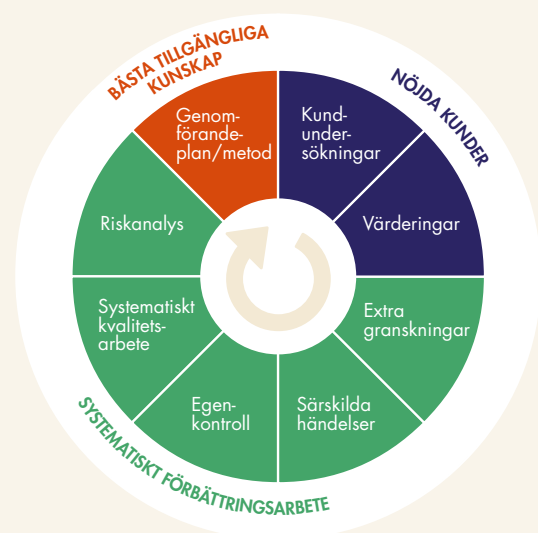 BÄSTA TILLGÄNGLIGA
KUNSKAP
NÖJDA KUNDER
Genom-
förande-
plan/metod
Kund-
under-
sökningar
Riskanalys
Värderingar
Systematiskt
kvalitets-
arbete
Extra
granskningar
Egen-
kontroll
Särskilda
händelser
SYSTEMATISKT FÖRBÄTTRINGSARBETE